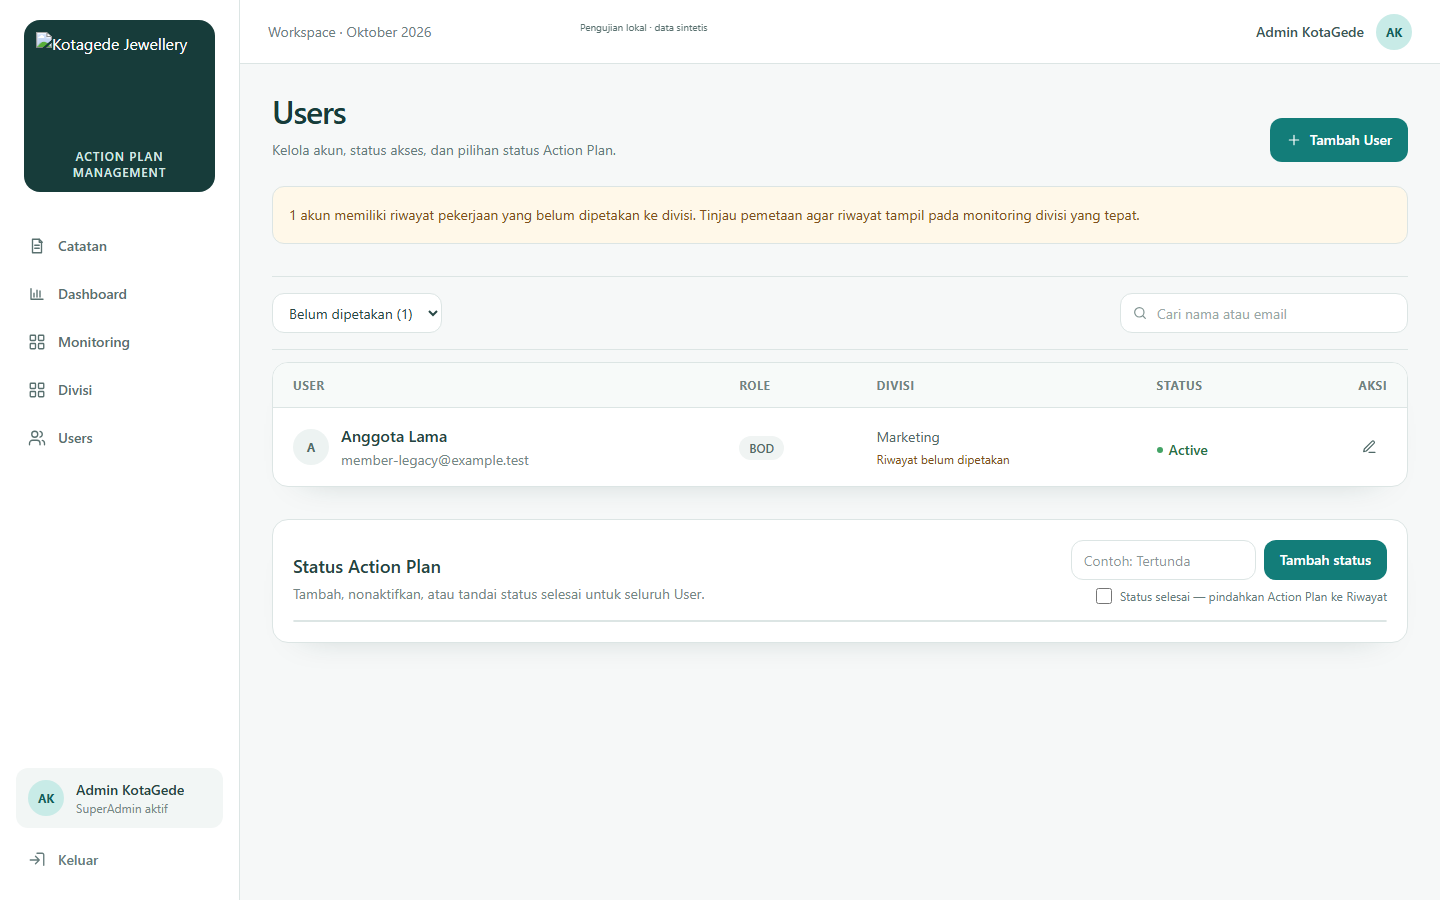 Kotagede Jewellery
ACTION PLAN
MANAGEMENT
Catatan
Dashboard
Monitoring
Divisi
Users
AK
Admin KotaGede
SuperAdmin aktif
Keluar
Workspace · Oktober 2026
Pengujian lokal · data sintetis
Admin KotaGede
AK
Users
Kelola akun, status akses, dan pilihan status Action Plan.
+ Tambah User
1 akun memiliki riwayat pekerjaan yang belum dipetakan ke divisi. Tinjau pemetaan agar riwayat tampil pada monitoring divisi yang tepat.
Belum dipetakan (1)
Cari nama atau email
USER ROLE DIVISI STATUS AKSI
A
Anggota Lama
member-legacy@example.test
BOD
Marketing
Riwayat belum dipetakan
Active
Status Action Plan
Tambah, nonaktifkan, atau tandai status selesai untuk seluruh User.
Contoh: Tertunda
Tambah status
Status selesai — pindahkan Action Plan ke Riwayat